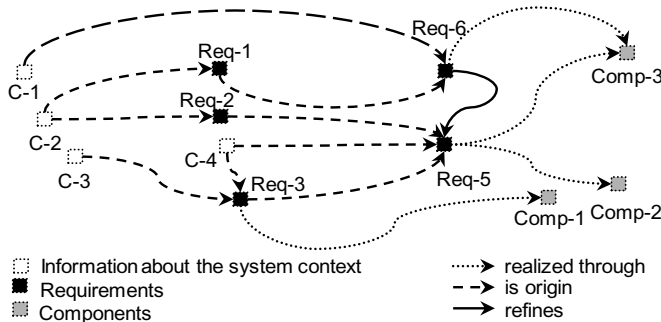 Req-6
Req-1
C-1
Comp-3
Req-2
C-2
C-4
C-3
Req-3
Req-5
Comp-1
Comp-2
Information about the system context
Requirements
Components
realized through
is origin
refines